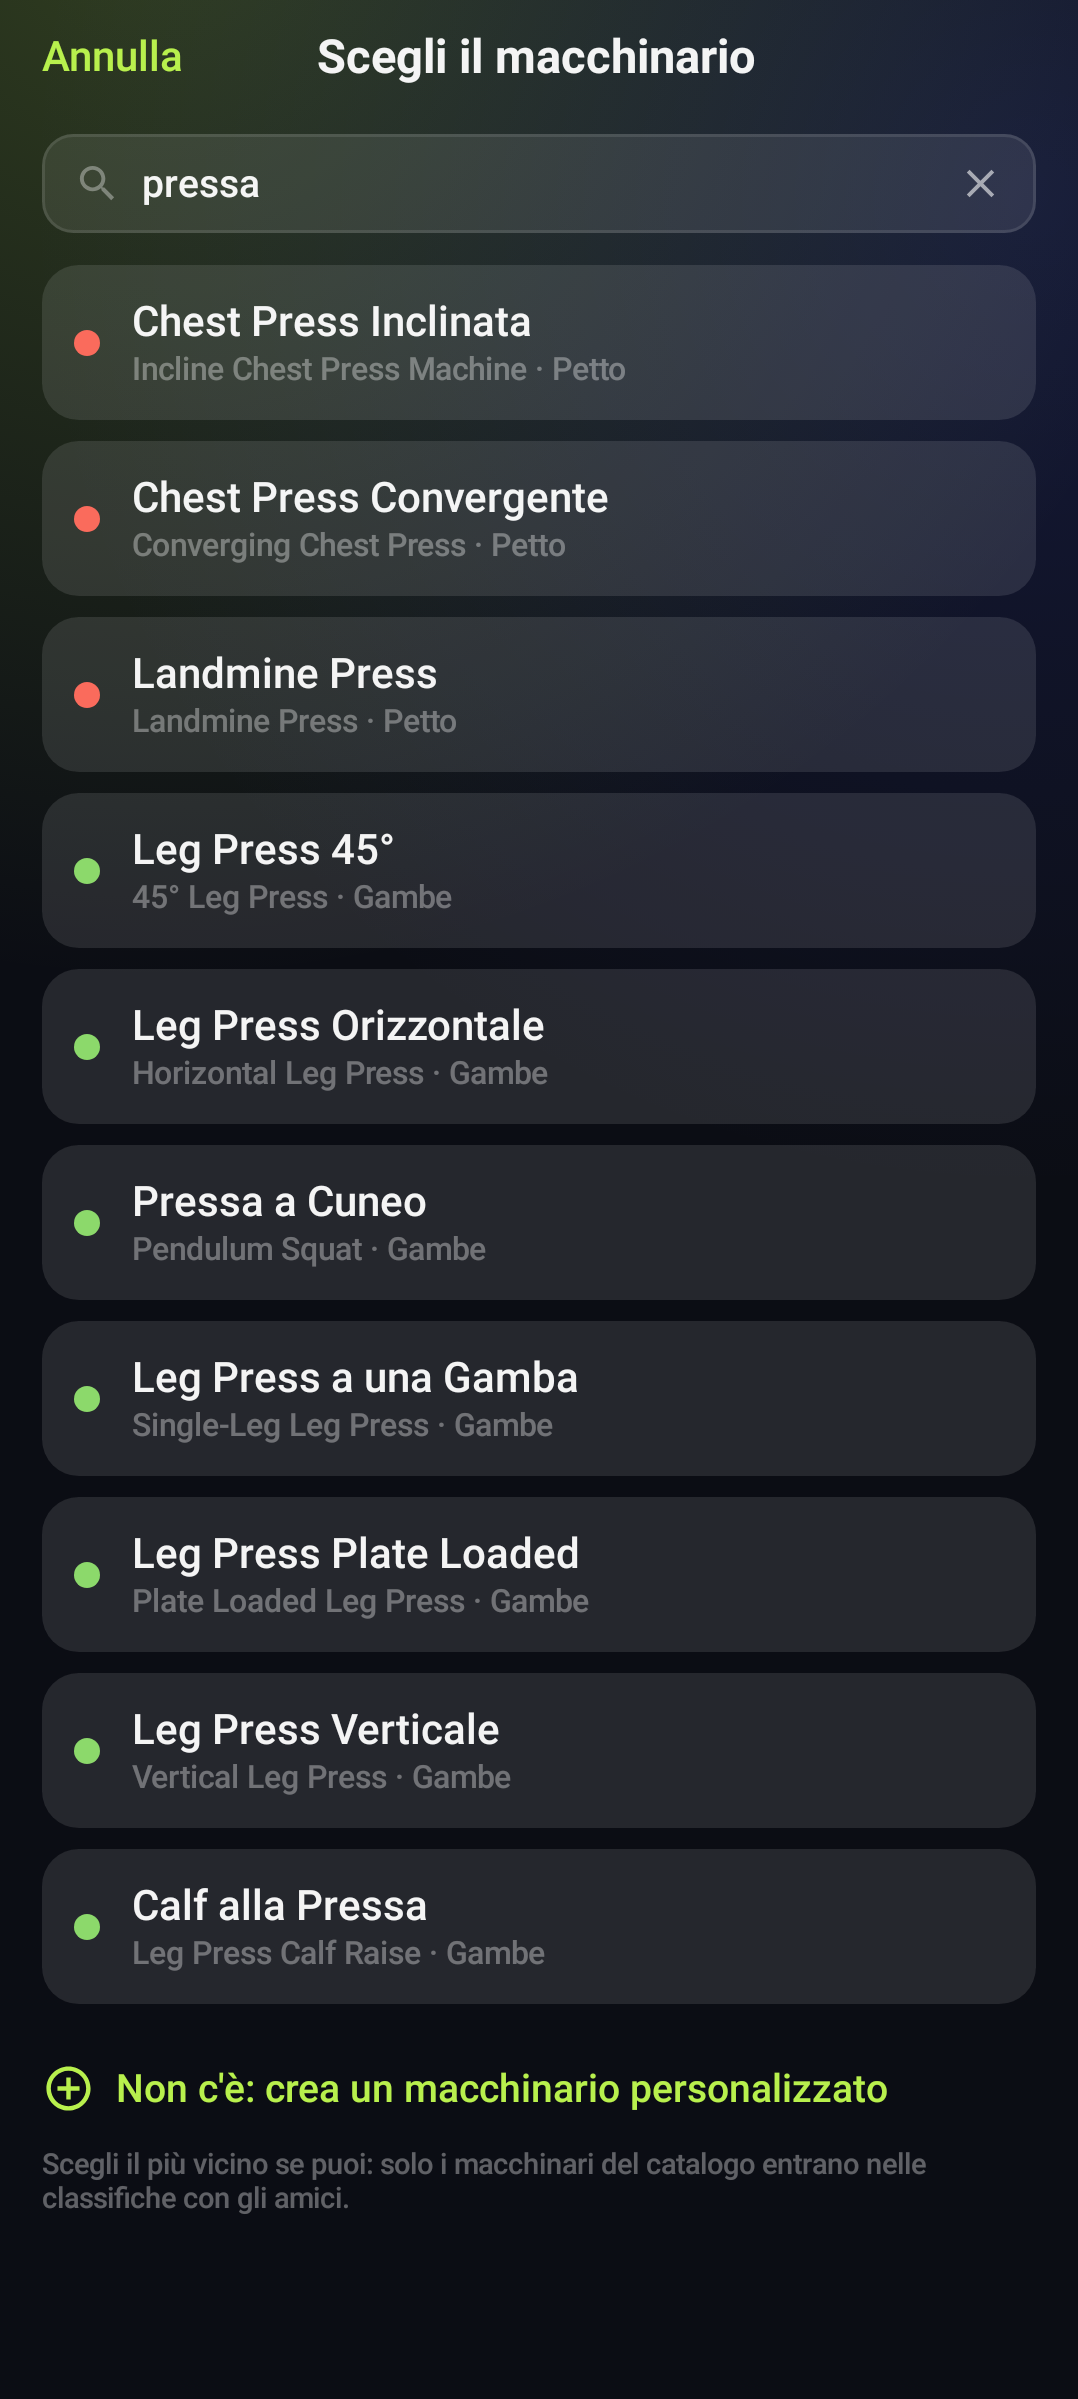 Annulla
Scegli il macchinario
pressa
Chest Press Inclinata
Incline Chest Press Machine · Petto
Chest Press Convergente
Converging Chest Press · Petto
Landmine Press
Landmine Press · Petto
Leg Press 45°
45° Leg Press · Gambe
Leg Press Orizzontale
Horizontal Leg Press · Gambe
Pressa a Cuneo
Pendulum Squat · Gambe
Leg Press a una Gamba
Single-Leg Leg Press · Gambe
Leg Press Plate Loaded
Plate Loaded Leg Press · Gambe
Leg Press Verticale
Vertical Leg Press · Gambe
Calf alla Pressa
Leg Press Calf Raise · Gambe
Non c'è: crea un macchinario personalizzato
Scegli il più vicino se puoi: solo i macchinari del catalogo entrano nelle
classifiche con gli amici.